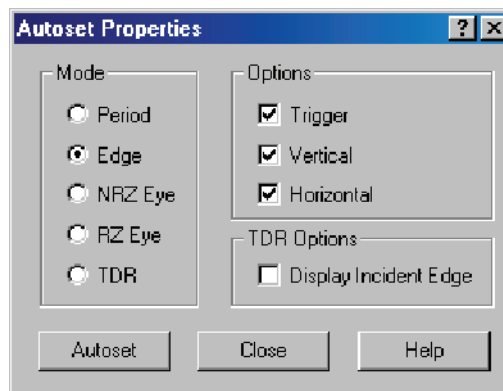 Autoset Properties
Mode
Period
Edge
NRZ Eye
RZ Eye
TDR
Options
Trigger
Vertical
Horizontal
TDR Options
Display Incident Edge
Autoset
Close
Help